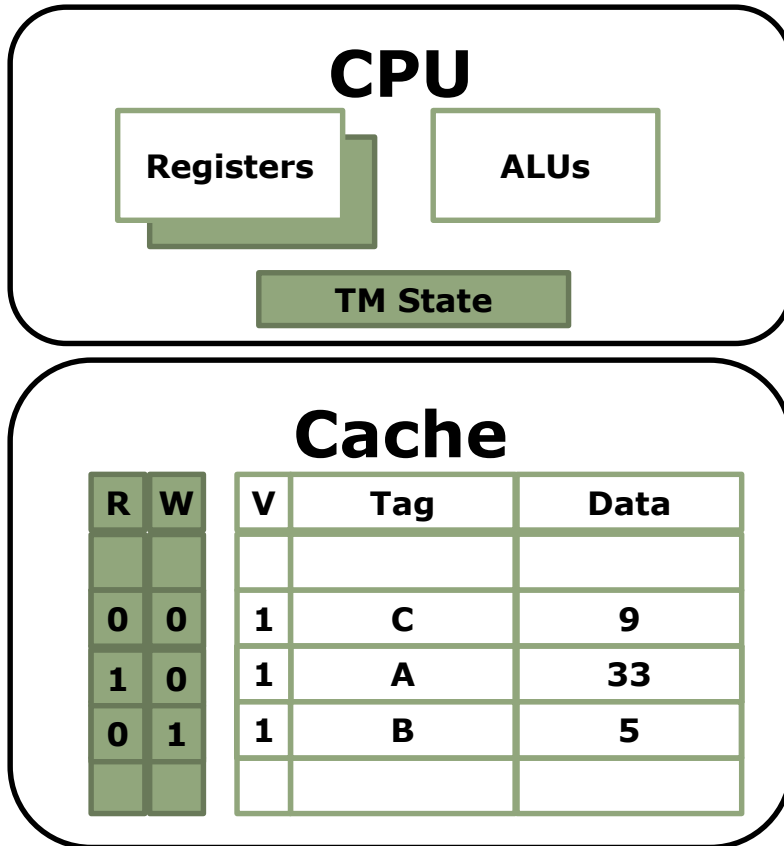 CPU
Registers ALUs
TM State
Cache
R W V Tag Data
0 0 1 C 9
1 0 1 A 33
0 1 1 B 5